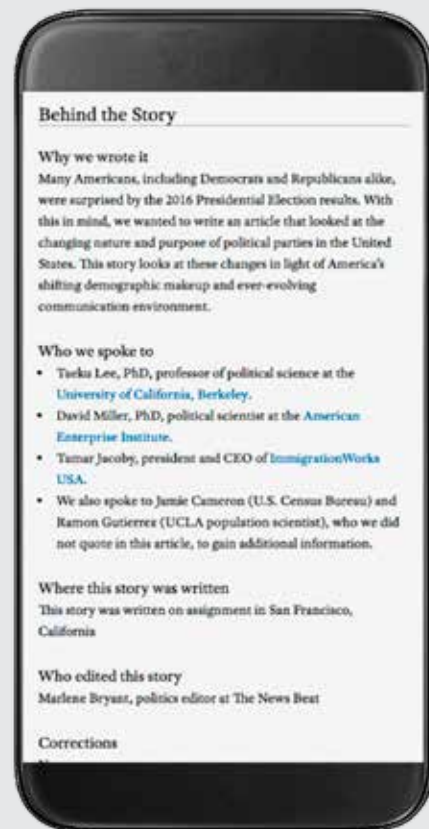 Behind the Story
Why we wrote it
Many Americans, including Democrats and Republicans alike,
were surprised by the 2016 Presidential Election results. With
this in mind, we wanted to write an article that looked at the
changing nature and purpose of political parties in the United
States. This story looks at these changes in light of America's
shifting demographic makeup and ever-evolving
communication environment.
Who we spoke to
• Taeku Lee, PhD, professor of political science at the
University of California, Berkeley.
• David Miller, PhD, political scientist at the American
Enterprise Institute.
• Tamar Jacoby, president and CEO of ImmigrationWorks
USA.
• We also spoke to Jamie Cameron (U.S. Census Bureau) and
Ramon Gutierrez (UCLA population scientist), who we did
not quote in this article, to gain additional information.
Where this story was written
This story was written on assignment in San Francisco,
California
Who edited this story
Marlene Bryant, politics editor at The News Beat
Corrections